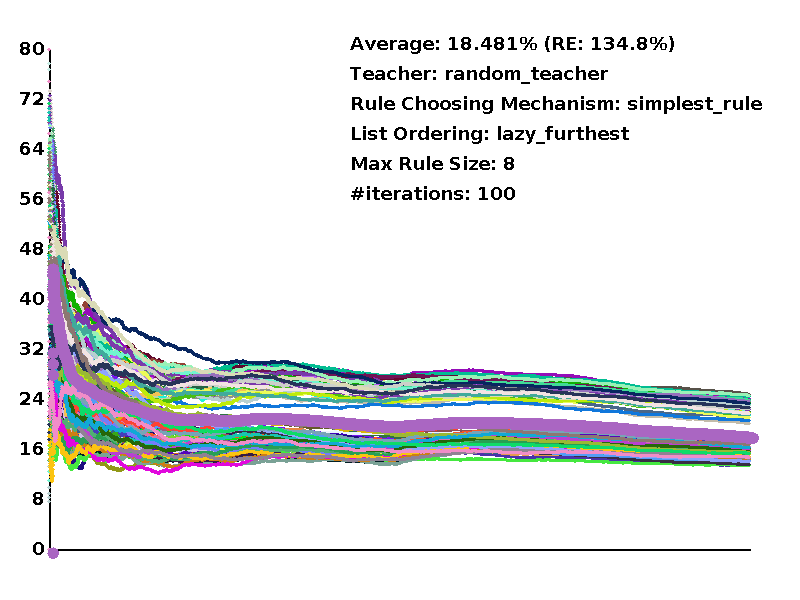 Average: 18.481% (RE: 134.8%)
Teacher: random_teacher
Rule Choosing Mechanism: simplest_rule
List Ordering: lazy_furthest
Max Rule Size: 8
#iterations: 100
80
72
64
56
48
40
32
24
16
8
0